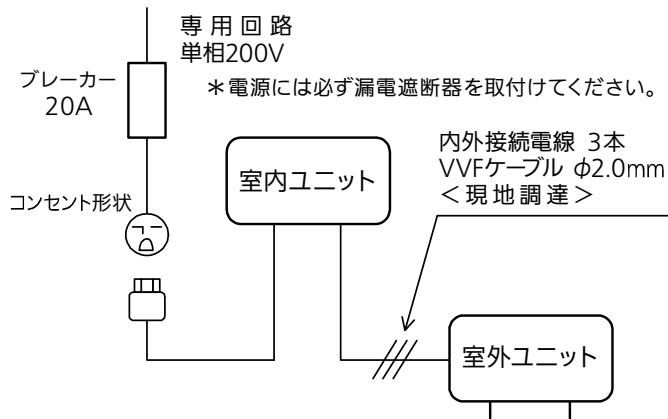 専用回路
単相200V
ブレーカー
20A
＊電源には必ず漏電遮断器を取付けてください。
内外接続電線 3本
VVFケーブル φ2.0mm
＜現地調達＞
室内ユニット
コンセント形状
室外ユニット